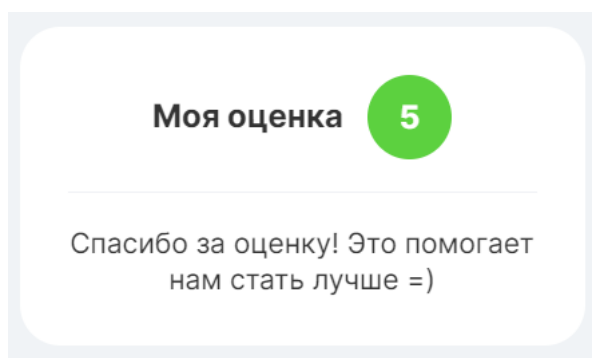 Моя оценка 5
Спасибо за оценку! Это помогает
нам стать лучше =)